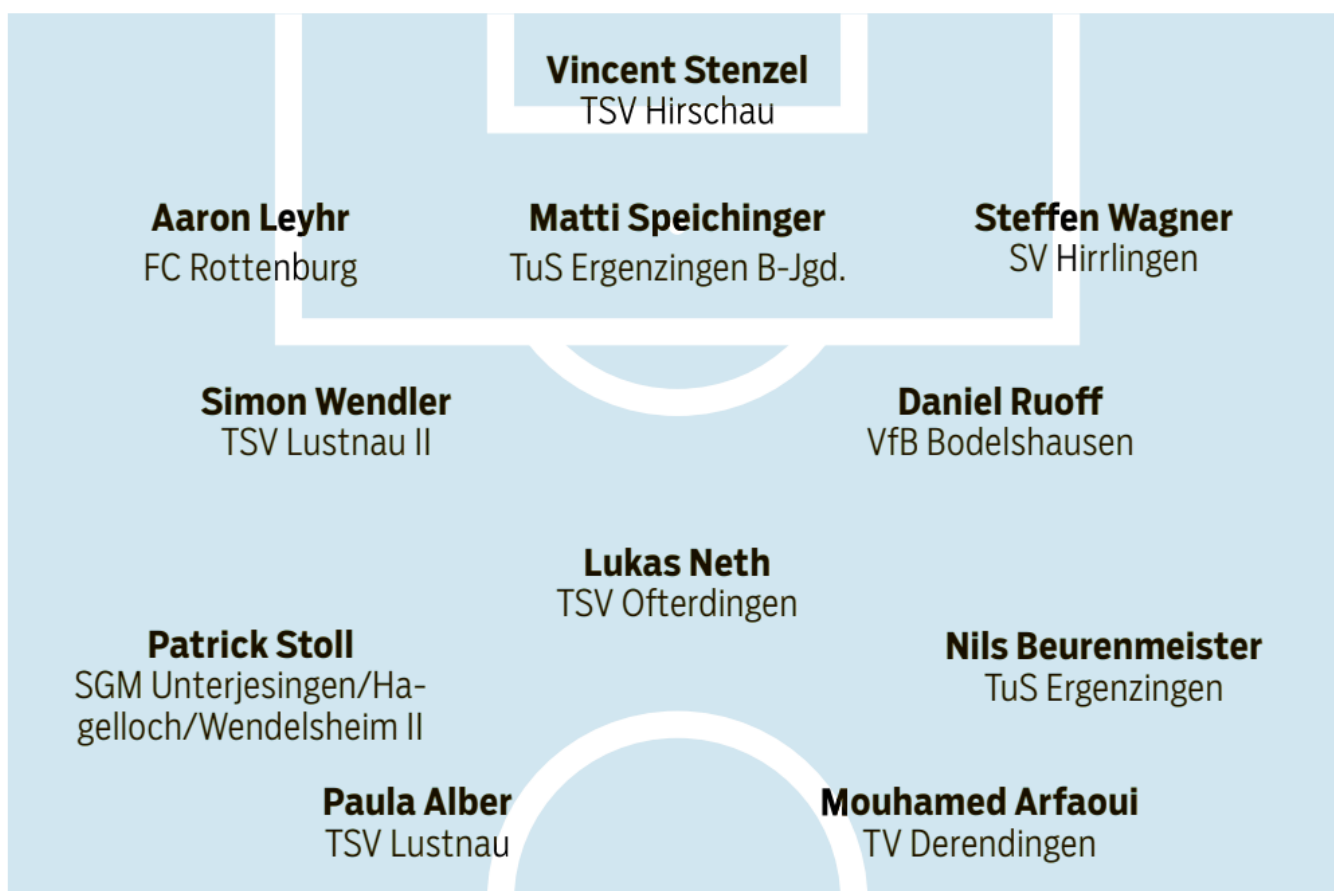 Vincent Stenzel
TSV Hirschau
Aaron Leyhr
FC Rottenburg
Matti Speichinger
TuS Ergenzingen B-Jgd.
Steffen Wagner
SV Hirrlingen
Simon Wendler
TSV Lustnau II
Daniel Ruoff
VfB Bodelshausen
Lukas Neth
TSV Ofterdingen
Patrick Stoll
SGM Unterjesingen/Ha-
gelloch/Wendelsheim II
Nils Beurenmeister
TuS Ergenzingen
Paula Alber
TSV Lustnau
Mouhamed Arfaoui
TV Derendingen